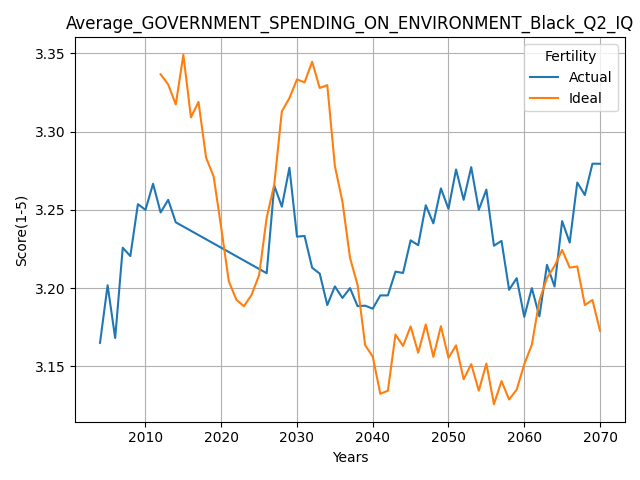 Average_GOVERNMENT_SPENDING_ON_ENVIRONMENT_Black_Q2_IQ
Fertility
Actual
Ideal
Score(1-5)
3.35
3.30
3.25
3.20
3.15
2010 2020 2030 2040 2050 2060 2070
Years